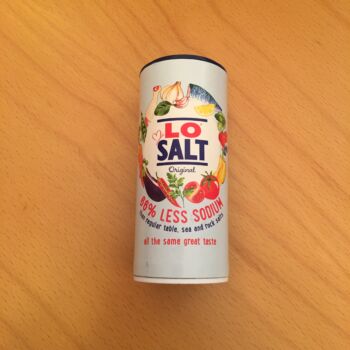 LO
SALT
Original
66% LESS SODIUM
than regular table, sea and rock salts
all the same great taste